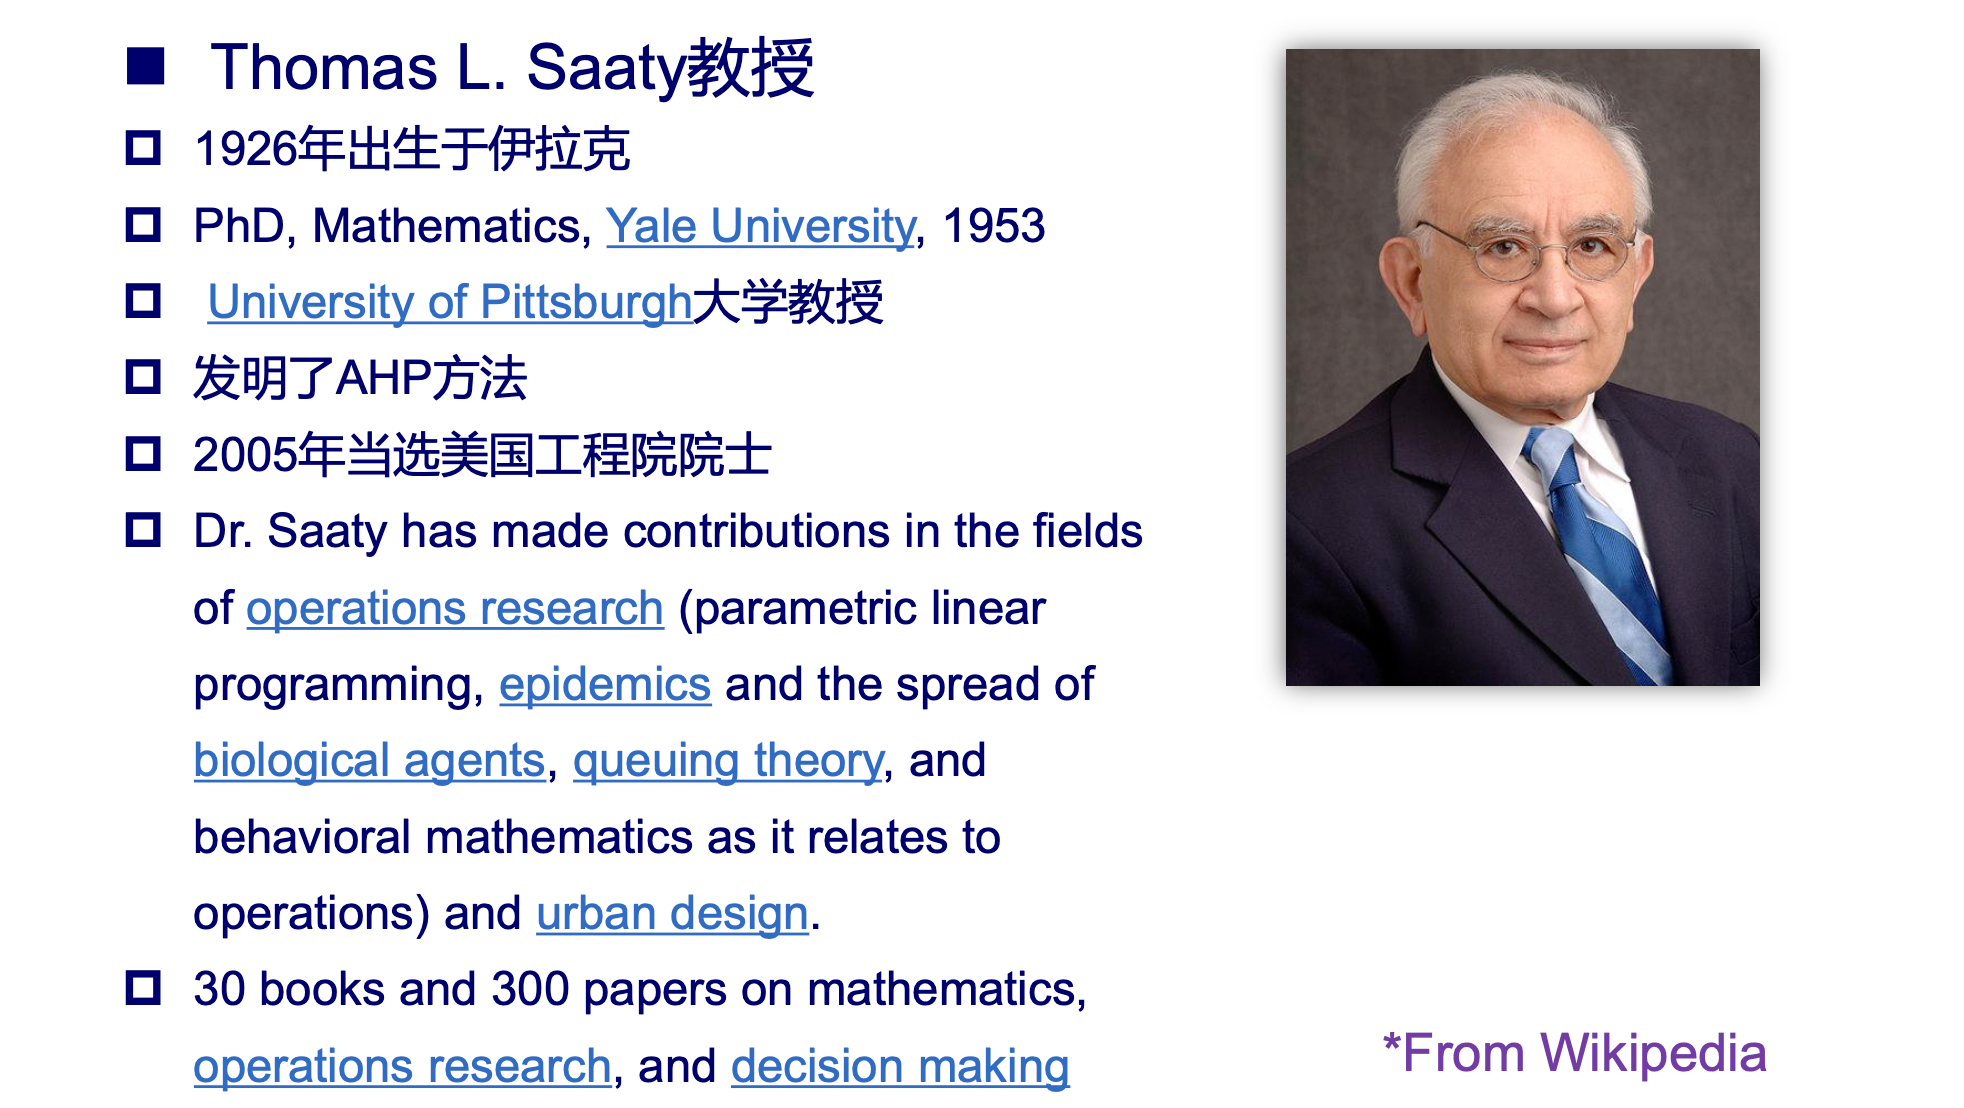 Thomas L. Saaty教授
1926年出生于伊拉克
PhD, Mathematics, Yale University, 1953
University of Pittsburgh大学教授
发明了AHP方法
2005年当选美国工程院院士
Dr. Saaty has made contributions in the fields
of operations research (parametric linear
programming, epidemics and the spread of
biological agents, queuing theory, and
behavioral mathematics as it relates to
operations) and urban design.
30 books and 300 papers on mathematics,
operations research, and decision making
*From Wikipedia